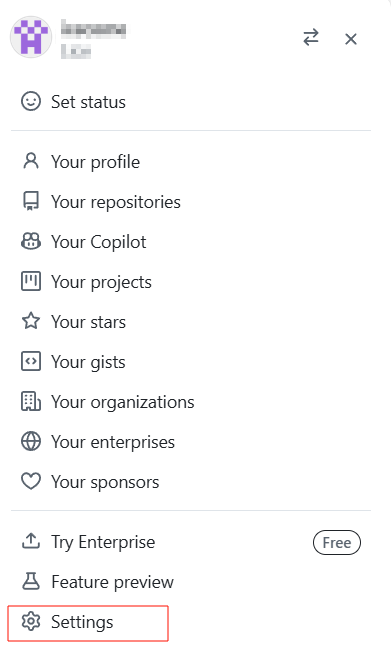 Set status
Your profile
Your repositories
Your Copilot
Your projects
Your stars
Your gists
Your organizations
Your enterprises
Your sponsors
Try Enterprise Free
Feature preview
Settings